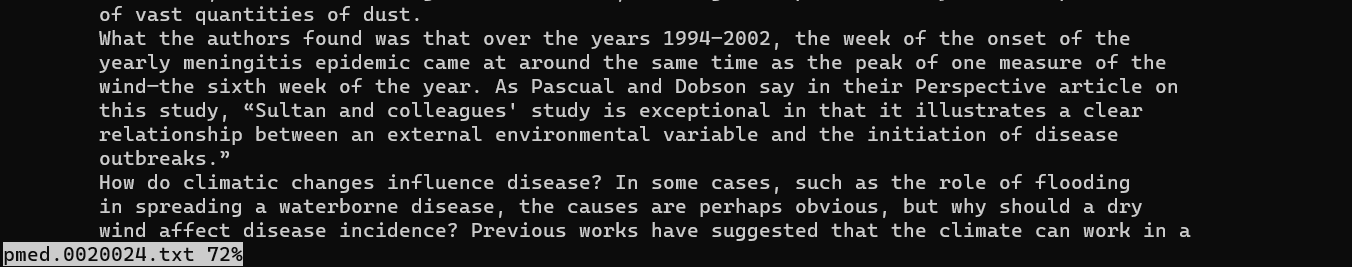 of vast quantities of dust.
What the authors found was that over the years 1994–2002, the week of the onset of the
yearly meningitis epidemic came at around the same time as the peak of one measure of the
wind—the sixth week of the year. As Pascual and Dobson say in their Perspective article on
this study, “Sultan and colleagues' study is exceptional in that it illustrates a clear
relationship between an external environmental variable and the initiation of disease
outbreaks.”
How do climatic changes influence disease? In some cases, such as the role of flooding
in spreading a waterborne disease, the causes are perhaps obvious, but why should a dry
wind affect disease incidence? Previous works have suggested that the climate can work in a
pmed.0020024.txt 72%